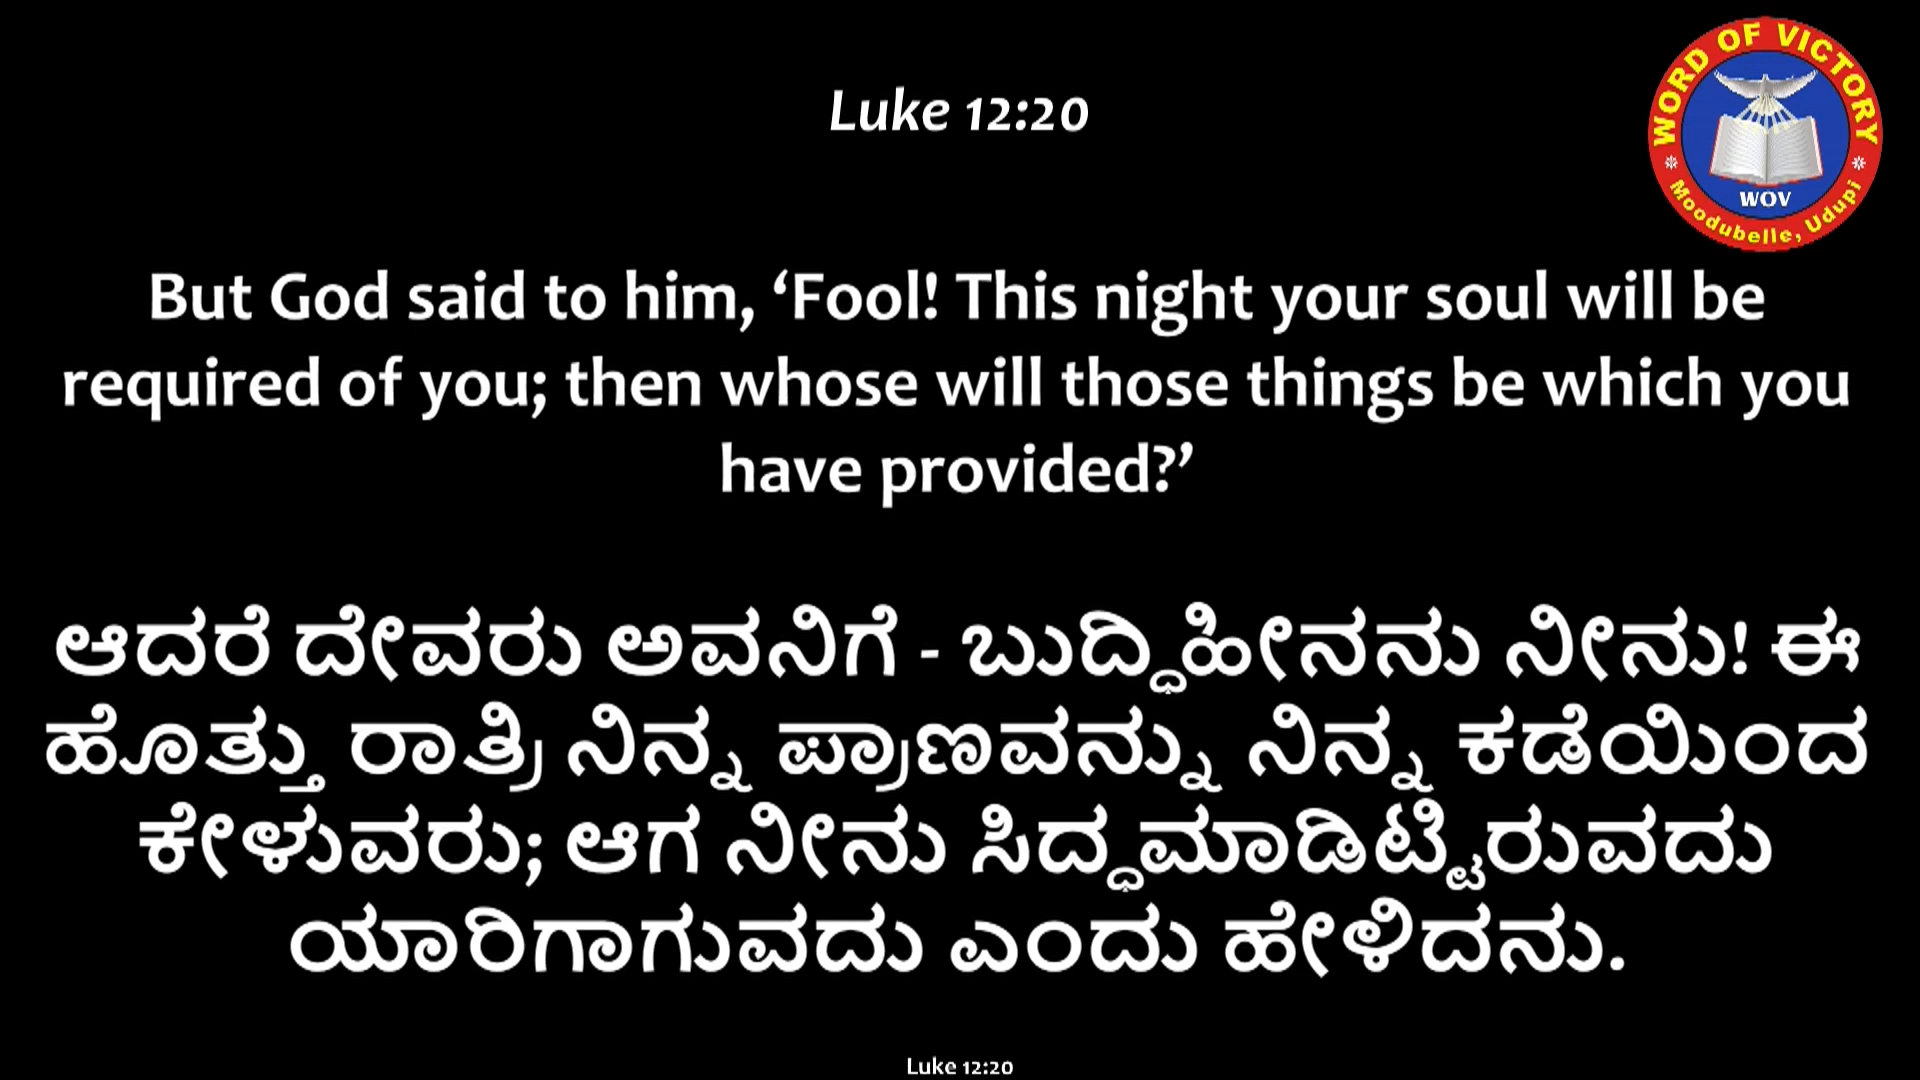 Luke 12:20
WORD OF VICTORY
WOV
Moodubelle, Udupi
But God said to him, ‘Fool! This night your soul will be
required of you; then whose will those things be which you
have provided?’
ಆದರೆ ದೇವರು ಅವನಿಗೆ - ಬುದ್ಧಿಹೀನನು ನೀನು! ಈ
ಹೊತ್ತು ರಾತ್ರಿ ನಿನ್ನ ಪ್ರಾಣವನ್ನು ನಿನ್ನ ಕಡೆಯಿಂದ
ಕೇಳುವರು; ಆಗ ನೀನು ಸಿದ್ಧಮಾಡಿಟ್ಟಿರುವದು
ಯಾರಿಗಾಗುವದು ಎಂದು ಹೇಳಿದನು.
Luke 12:20